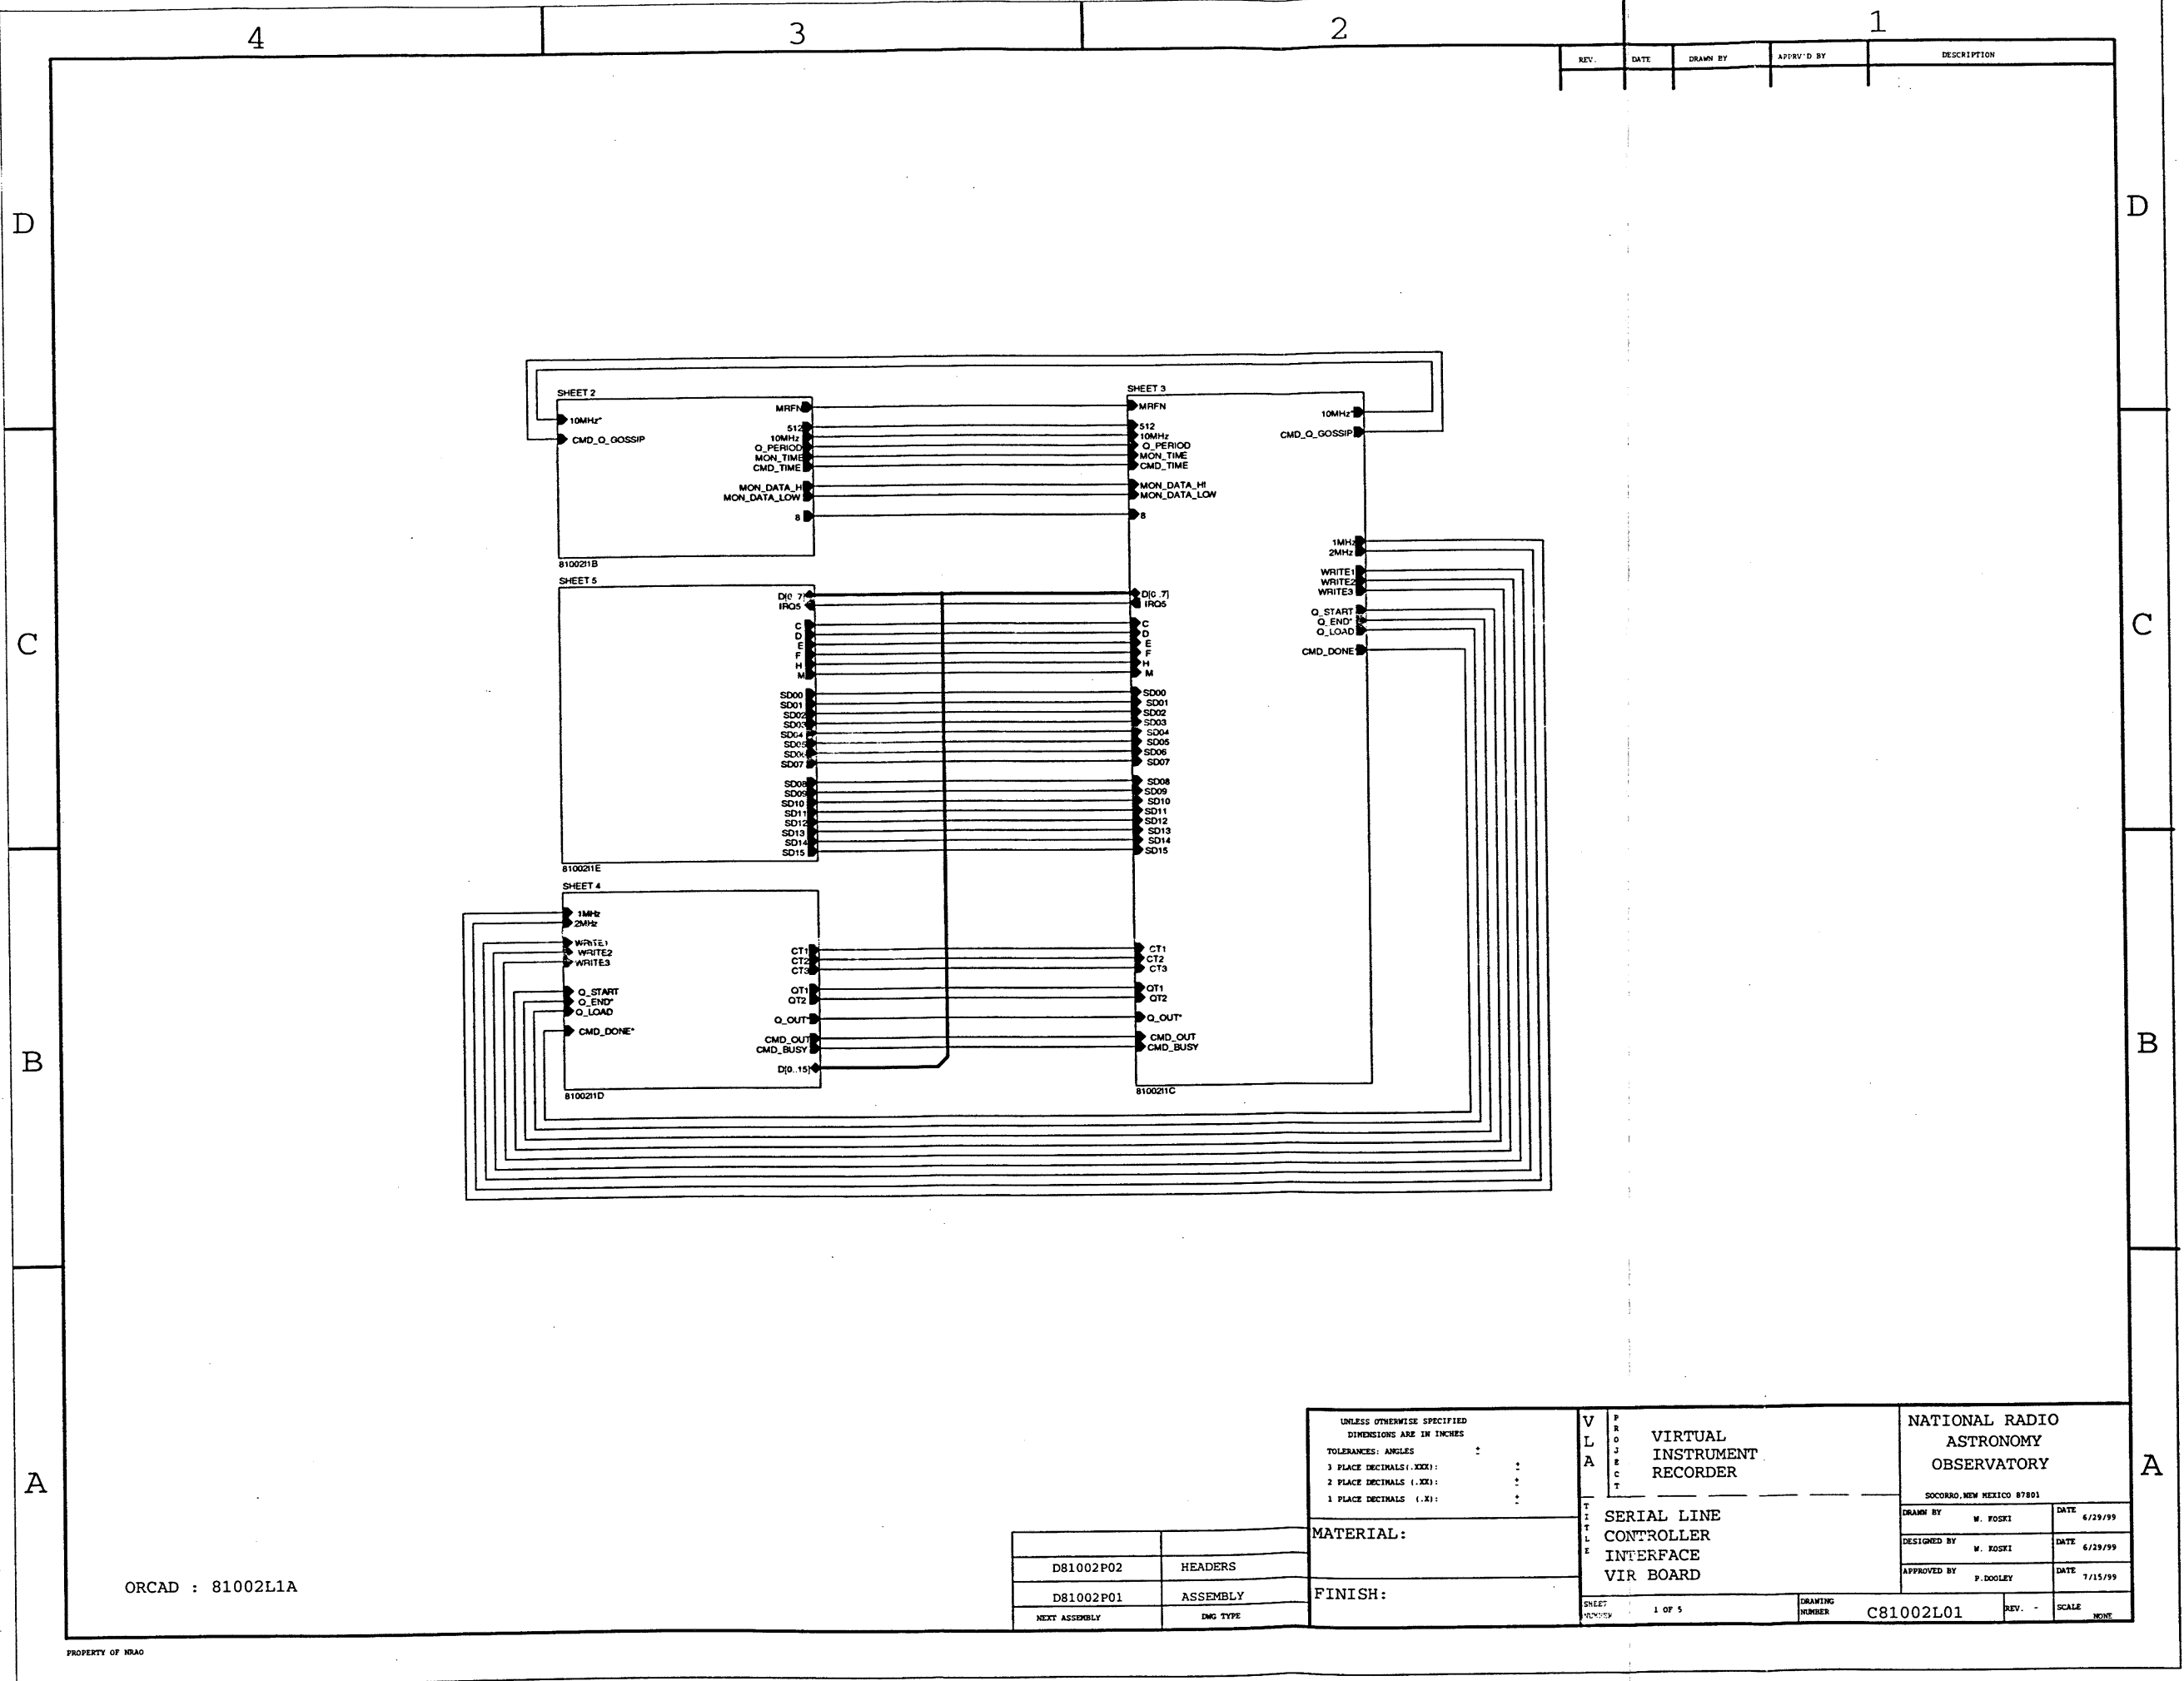 4
3
2
1
REV.
DATE
DRAWN BY
APPRV'D BY
DESCRIPTION
D
D
C
C
B
B
A
A
SHEET 2
10MHz*
CMD_Q_GOSSIP
MRFN
512
10MHz
Q_PERIOD
MON_TIME
CMD_TIME
MON_DATA_H
MON_DATA_LOW
8
8100211B
SHEET 3
MRFN
512
10MHz
Q_PERIOD
MON_TIME
CMD_TIME
MON_DATA_HI
MON_DATA_LOW
8
10MHz*
CMD_Q_GOSSIP
1MHz
2MHz
WRITE1
WRITE2
WRITE3
Q_START
Q_END*
Q_LOAD
CMD_DONE*
D[0..7]
IRQ5
C
D
E
F
H
M
SD00
SD01
SD02
SD03
SD04
SD05
SD06
SD07
SD08
SD09
SD10
SD11
SD12
SD13
SD14
SD15
CT1
CT2
CT3
QT1
QT2
Q_OUT*
CMD_OUT
CMD_BUSY
8100211C
SHEET 5
D[0..7]
IRQ5
C
D
E
F
H
M
SD00
SD01
SD02
SD03
SD04
SD05
SD06
SD07
SD08
SD09
SD10
SD11
SD12
SD13
SD14
SD15
8100211E
SHEET 4
1MHz
2MHz
WRITE1
WRITE2
WRITE3
Q_START
Q_END*
Q_LOAD
CMD_DONE*
CT1
CT2
CT3
QT1
QT2
Q_OUT*
CMD_OUT
CMD_BUSY
D[0..15]
8100211D
UNLESS OTHERWISE SPECIFIED
DIMENSIONS ARE IN INCHES
TOLERANCES: ANGLES ±
3 PLACE DECIMALS(.XXX): ±
2 PLACE DECIMALS (.XX): ±
1 PLACE DECIMALS (.X): ±
MATERIAL:
FINISH:
VLA
PROJECT
VIRTUAL
INSTRUMENT
RECORDER
TITLE
SERIAL LINE
CONTROLLER
INTERFACE
VIR BOARD
NATIONAL RADIO
ASTRONOMY
OBSERVATORY
SOCORRO, NEW MEXICO 87801
DRAWN BY W. KOSKI DATE 6/29/99
DESIGNED BY W. KOSKI DATE 6/29/99
APPROVED BY P.DOOLEY DATE 7/15/99
SHEET NUMBER 1 OF 5
DRAWING NUMBER C81002L01
REV. -
SCALE NONE
D81002P02 HEADERS
D81002P01 ASSEMBLY
NEXT ASSEMBLY DWG TYPE
ORCAD : 81002L1A
PROPERTY OF NRAO